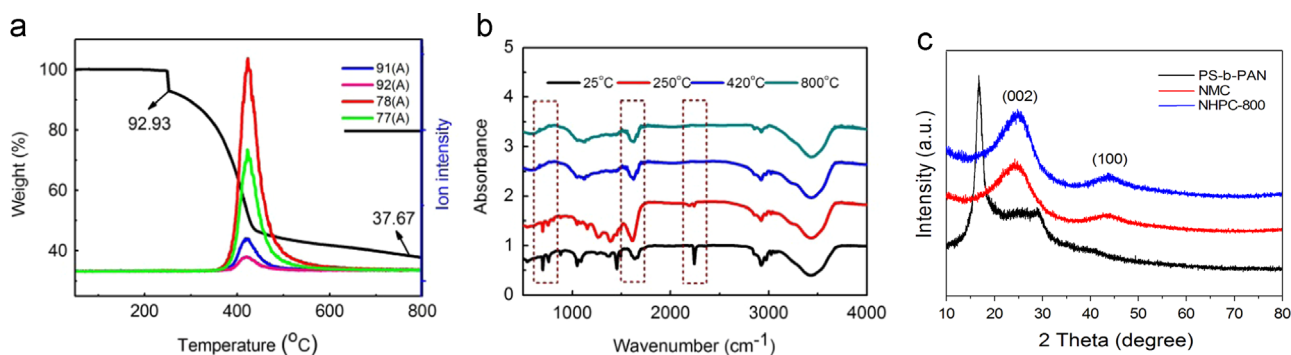 a
Weight (%)
100
80
60
40
92.93
37.67
91(A)
92(A)
78(A)
77(A)
Ion intensity
0
200
400
600
800
Temperature (°C)
b
Absorbance
5
4
3
2
1
0
25°C
250°C
420°C
800°C
500
1000
2000
3000
4000
Wavenumber (cm⁻¹)
c
Intensity (a.u.)
PS-b-PAN
NMC
NHPC-800
(002)
(100)
10
20
30
40
50
60
70
80
2 Theta (degree)